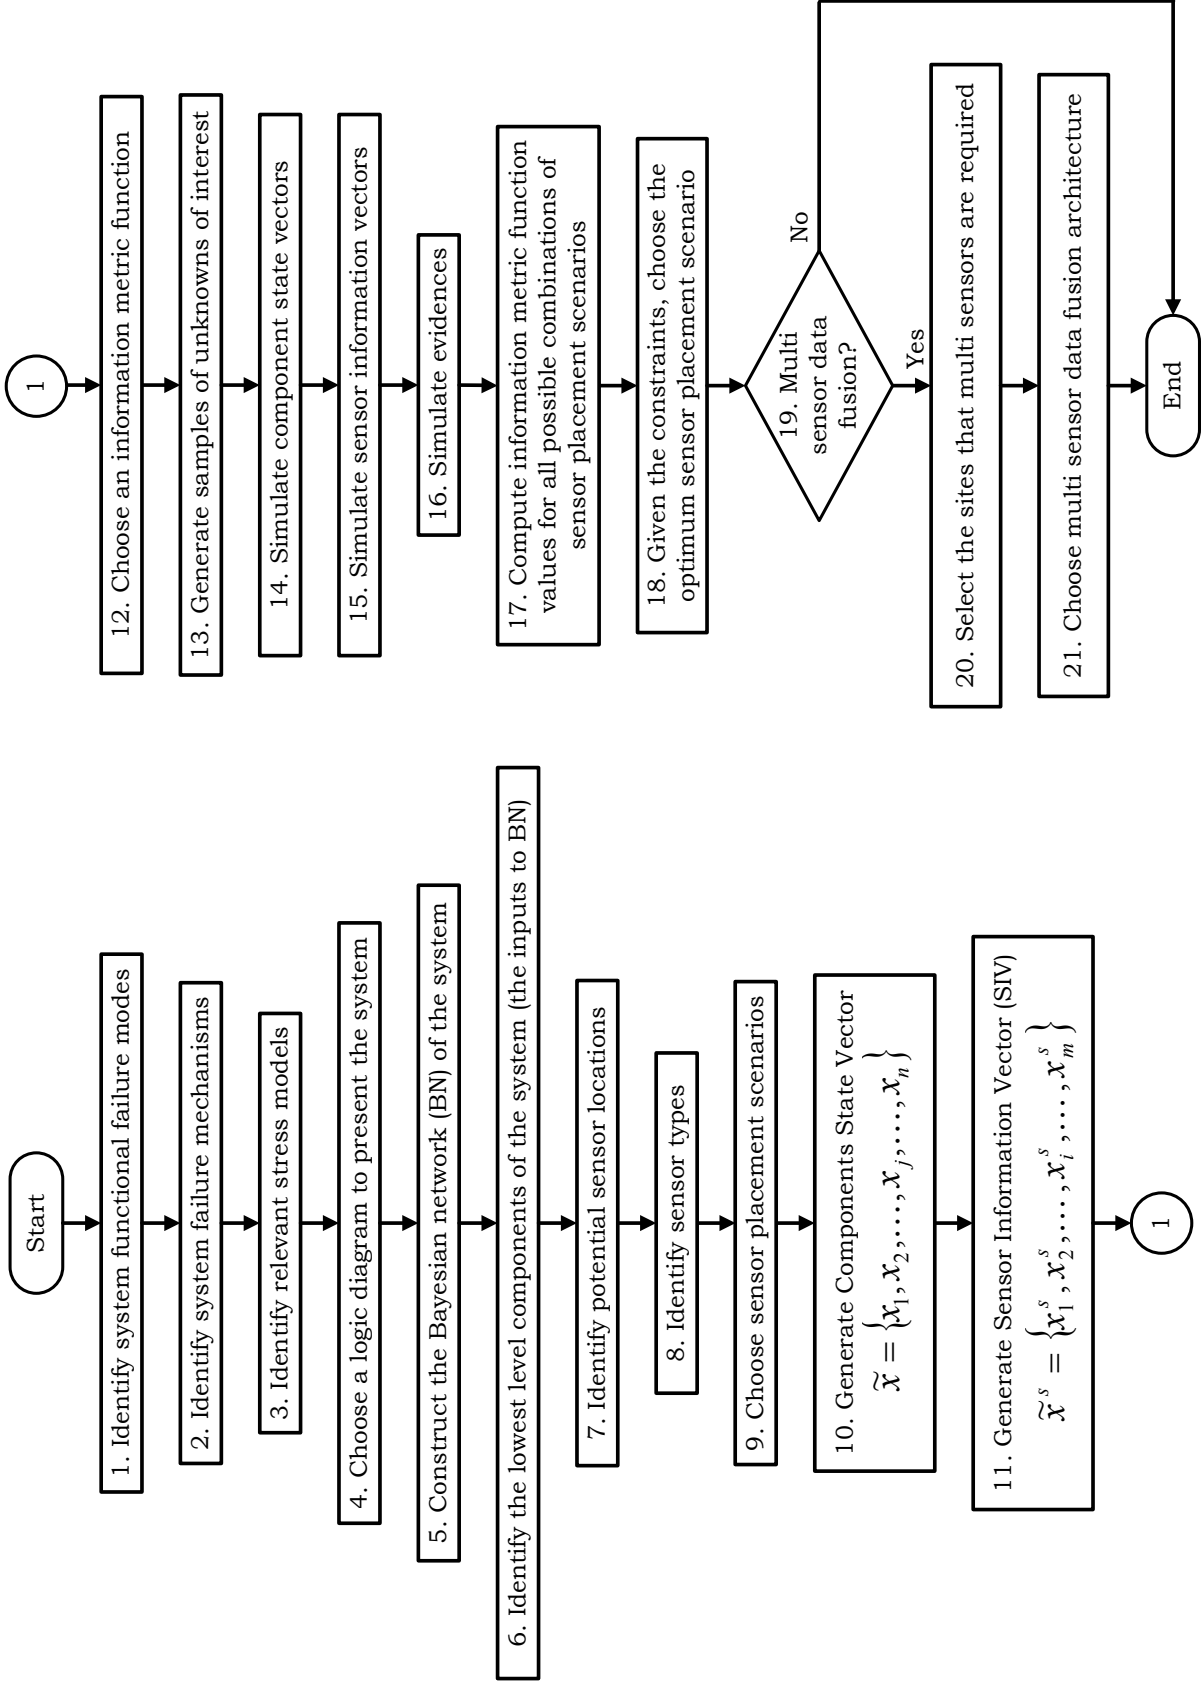 Start
1. Identify system functional failure modes
2. Identify system failure mechanisms
3. Identify relevant stress models
4. Choose a logic diagram to present the system
5. Construct the Bayesian network (BN) of the system
6. Identify the lowest level components of the system (the inputs to BN)
7. Identify potential sensor locations
8. Identify sensor types
9. Choose sensor placement scenarios
10. Generate Components State Vector
x̃ = {x₁, x₂,..., xⱼ,..., xₙ}
11. Generate Sensor Information Vector (SIV)
x̃ˢ = {x₁ˢ, x₂ˢ,..., xᵢˢ,..., xₘˢ}
1
1
12. Choose an information metric function
13. Generate samples of unknowns of interest
14. Simulate component state vectors
15. Simulate sensor information vectors
16. Simulate evidences
17. Compute information metric function
values for all possible combinations of
sensor placement scenarios
18. Given the constraints, choose the
optimum sensor placement scenario
19. Multi
sensor data
fusion?
No
Yes
20. Select the sites that multi sensors are required
21. Choose multi sensor data fusion architecture
End